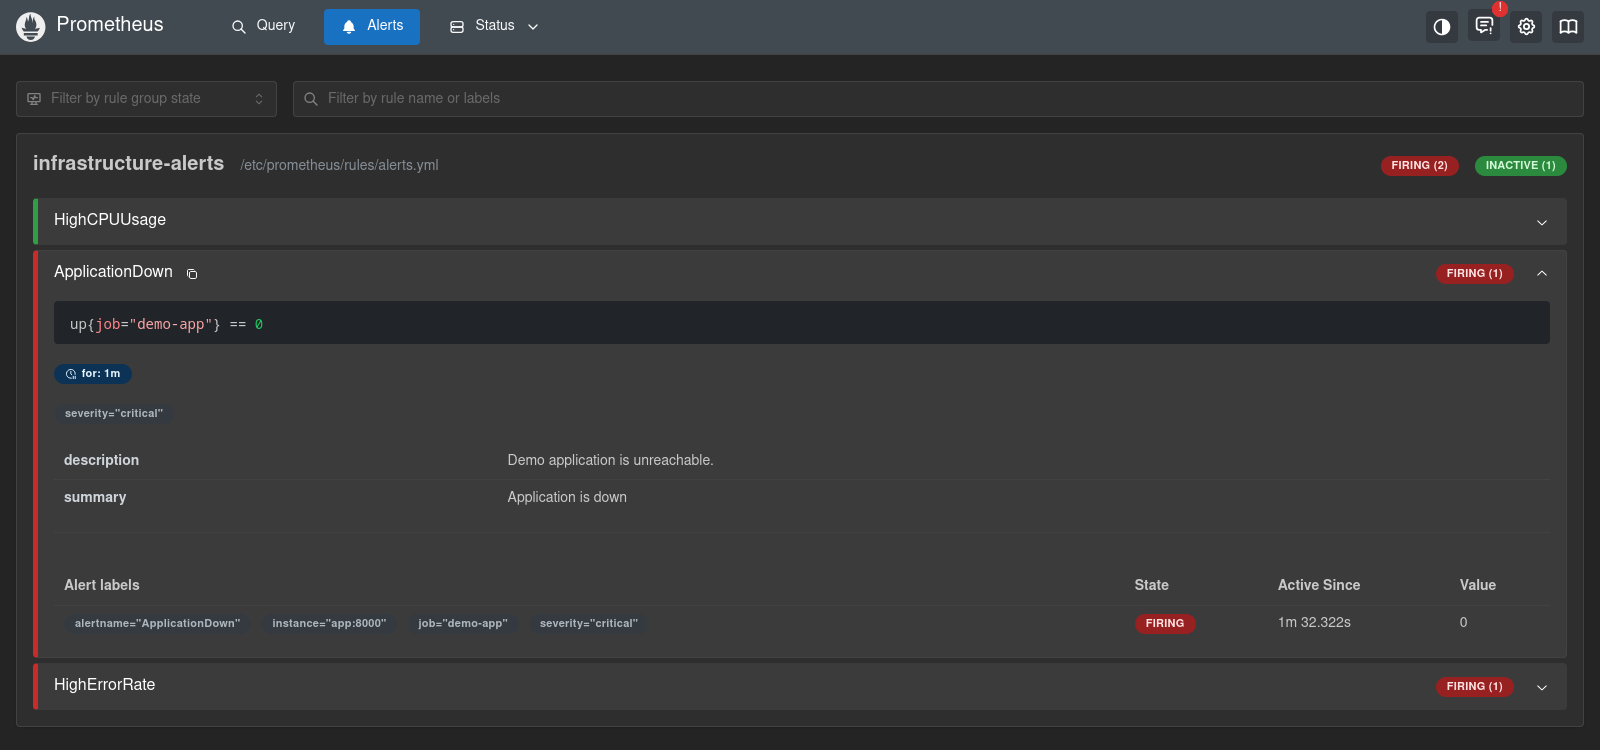 Prometheus Query Alerts Status !
Filter by rule group state Filter by rule name or labels
infrastructure-alerts /etc/prometheus/rules/alerts.yml FIRING (2) INACTIVE (1)
HighCPUUsage
ApplicationDown FIRING (1)
up{job="demo-app"} == 0
for: 1m
severity="critical"
description Demo application is unreachable.
summary Application is down
Alert labels State Active Since Value
alertname="ApplicationDown" instance="app:8000" job="demo-app" severity="critical" FIRING 1m 32.322s 0
HighErrorRate FIRING (1)